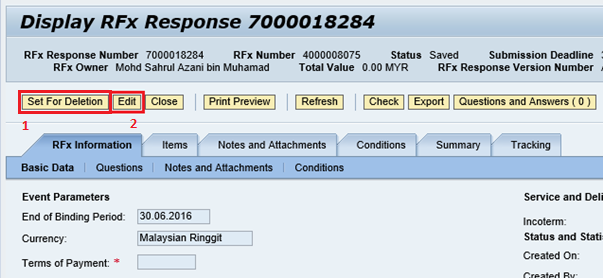 Display RFx Response 7000018284
RFx Response Number 7000018284 RFx Number 4000008075 Status Saved Submission Deadline
RFx Owner Mohd Sahrul Azani bin Muhamad Total Value 0.00 MYR RFx Response Version Number
Set For Deletion Edit Close Print Preview Refresh Check Export Questions and Answers ( 0 )
1 2
RFx Information Items Notes and Attachments Conditions Summary Tracking
Basic Data Questions Notes and Attachments Conditions
Event Parameters Service and Deli
End of Binding Period: 30.06.2016 Incoterm:
Currency: Malaysian Ringgit Status and Statis
Terms of Payment: * Created On:
Created By: